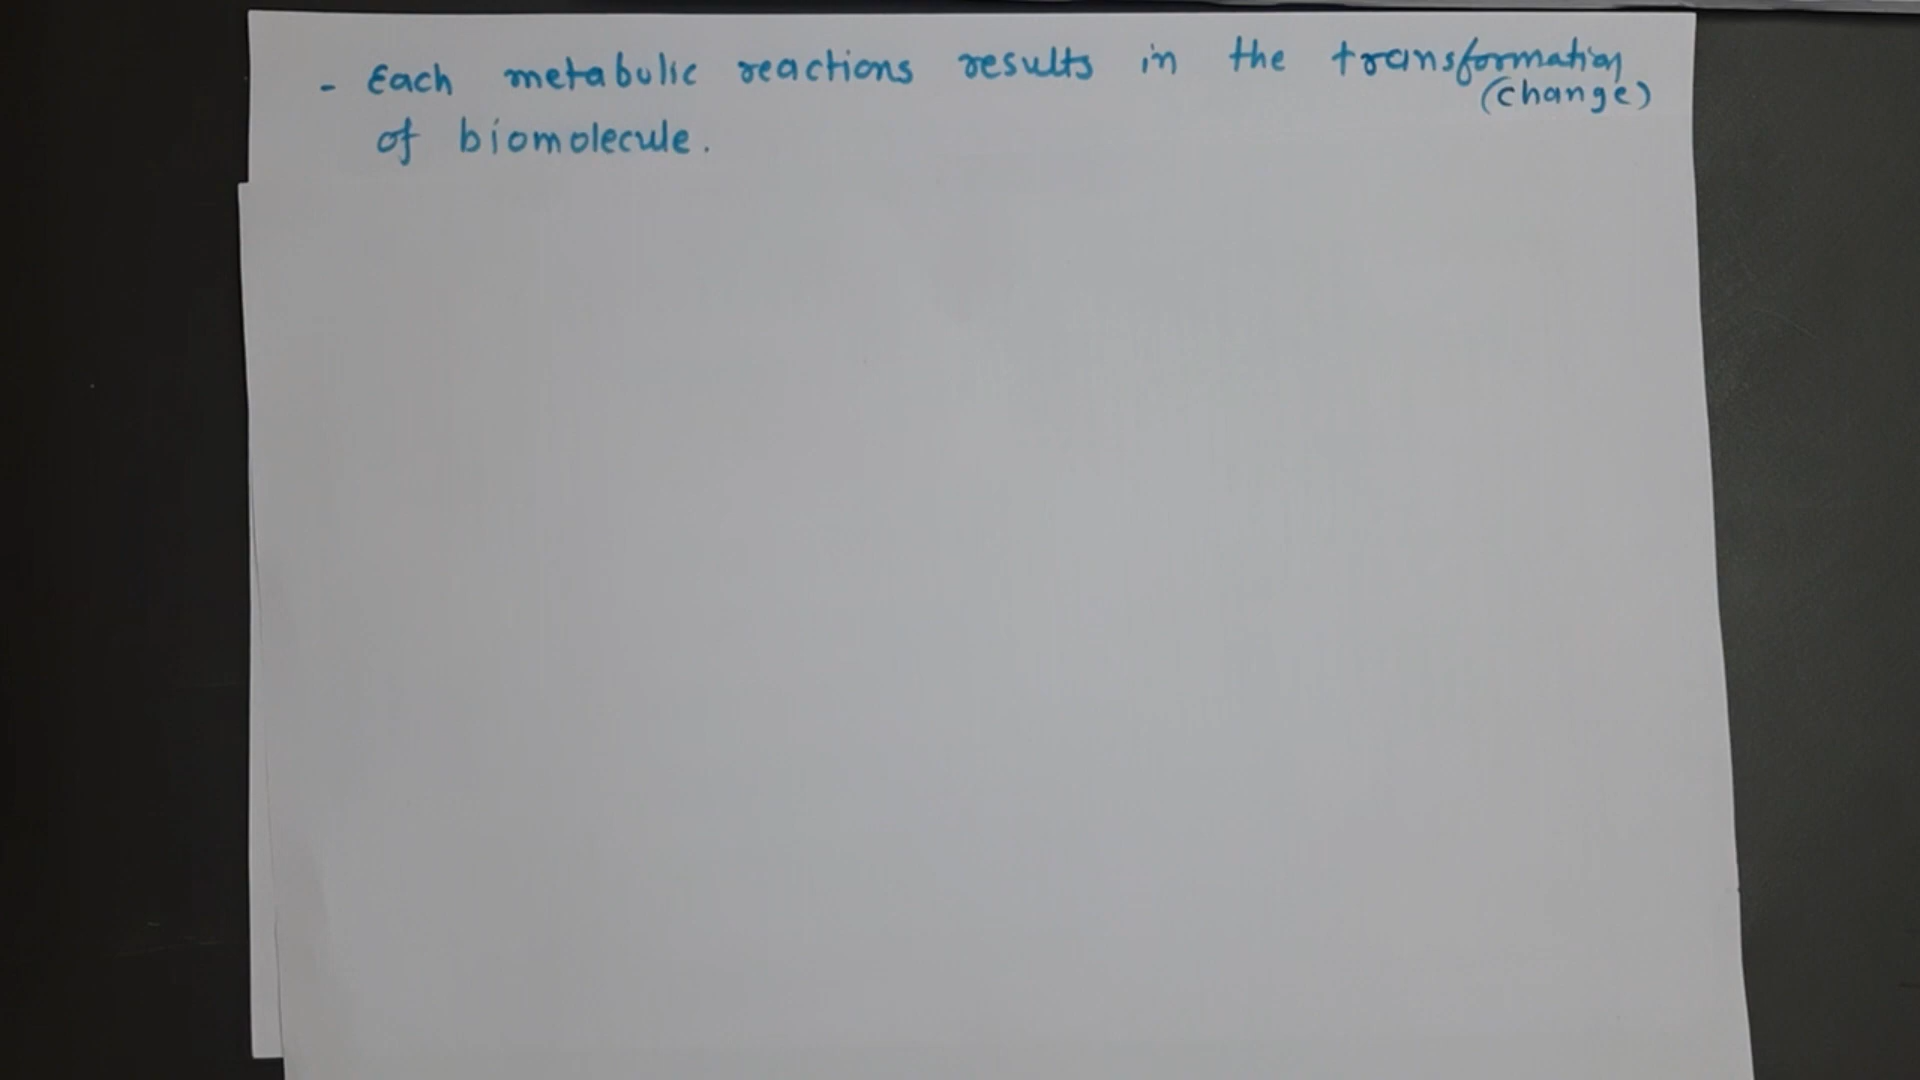 - Each metabolic reactions results in the transformation
(change)
of biomolecule.